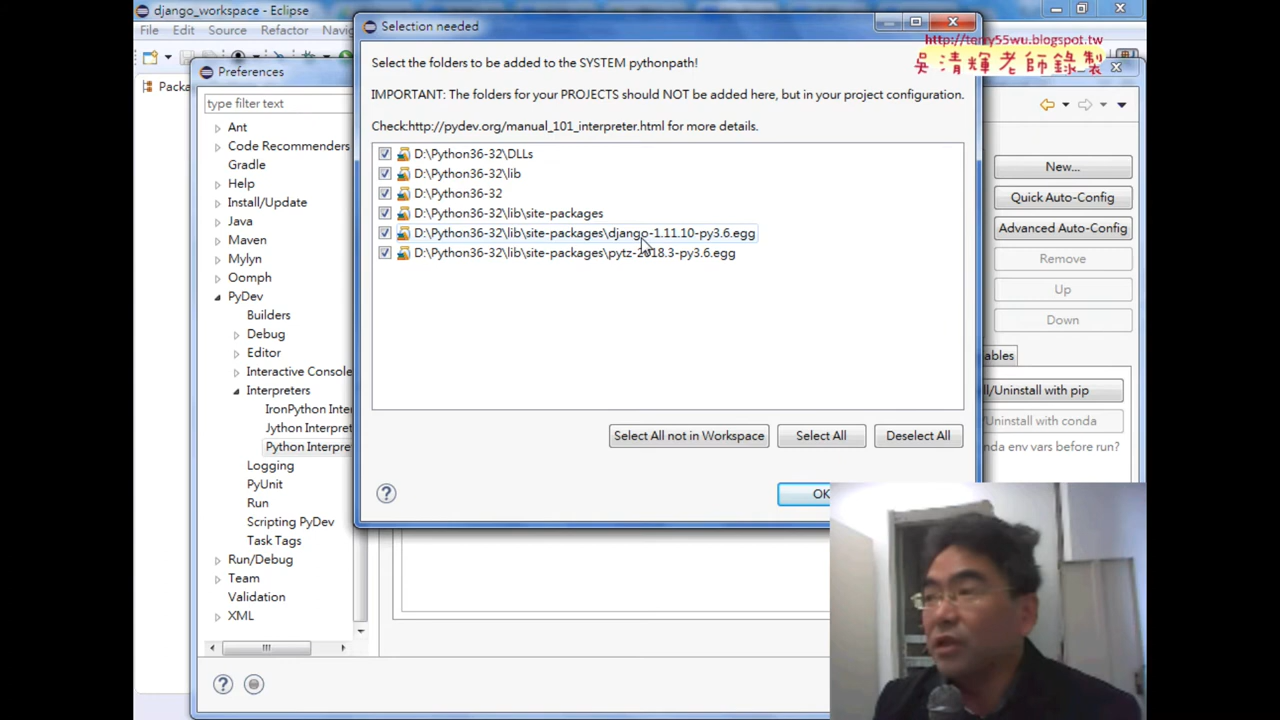 django_workspace - Eclipse
File Edit Source Refactor Navig
Packa
Preferences
type filter text
Ant
Code Recommenders
Gradle
Help
Install/Update
Java
Maven
Mylyn
Oomph
PyDev
Builders
Debug
Editor
Interactive Console
Interpreters
IronPython Inter
Jython Interpret
Python Interpre
Logging
PyUnit
Run
Scripting PyDev
Task Tags
Run/Debug
Team
Validation
XML
Selection needed
Select the folders to be added to the SYSTEM pythonpath!
IMPORTANT: The folders for your PROJECTS should NOT be added here, but in your project configuration.
Check:http://pydev.org/manual_101_interpreter.html for more details.
D:\Python36-32\DLLs
D:\Python36-32\lib
D:\Python36-32
D:\Python36-32\lib\site-packages
D:\Python36-32\lib\site-packages\django-1.11.10-py3.6.egg
D:\Python36-32\lib\site-packages\pytz-2018.3-py3.6.egg
Select All not in Workspace Select All Deselect All
OK
http://terry55wu.blogspot.tw
吳清輝老師錄製
New...
Quick Auto-Config
Advanced Auto-Config
Remove
Up
Down
ables
ll/Uninstall with pip
/Uninstall with conda
nda env vars before run?